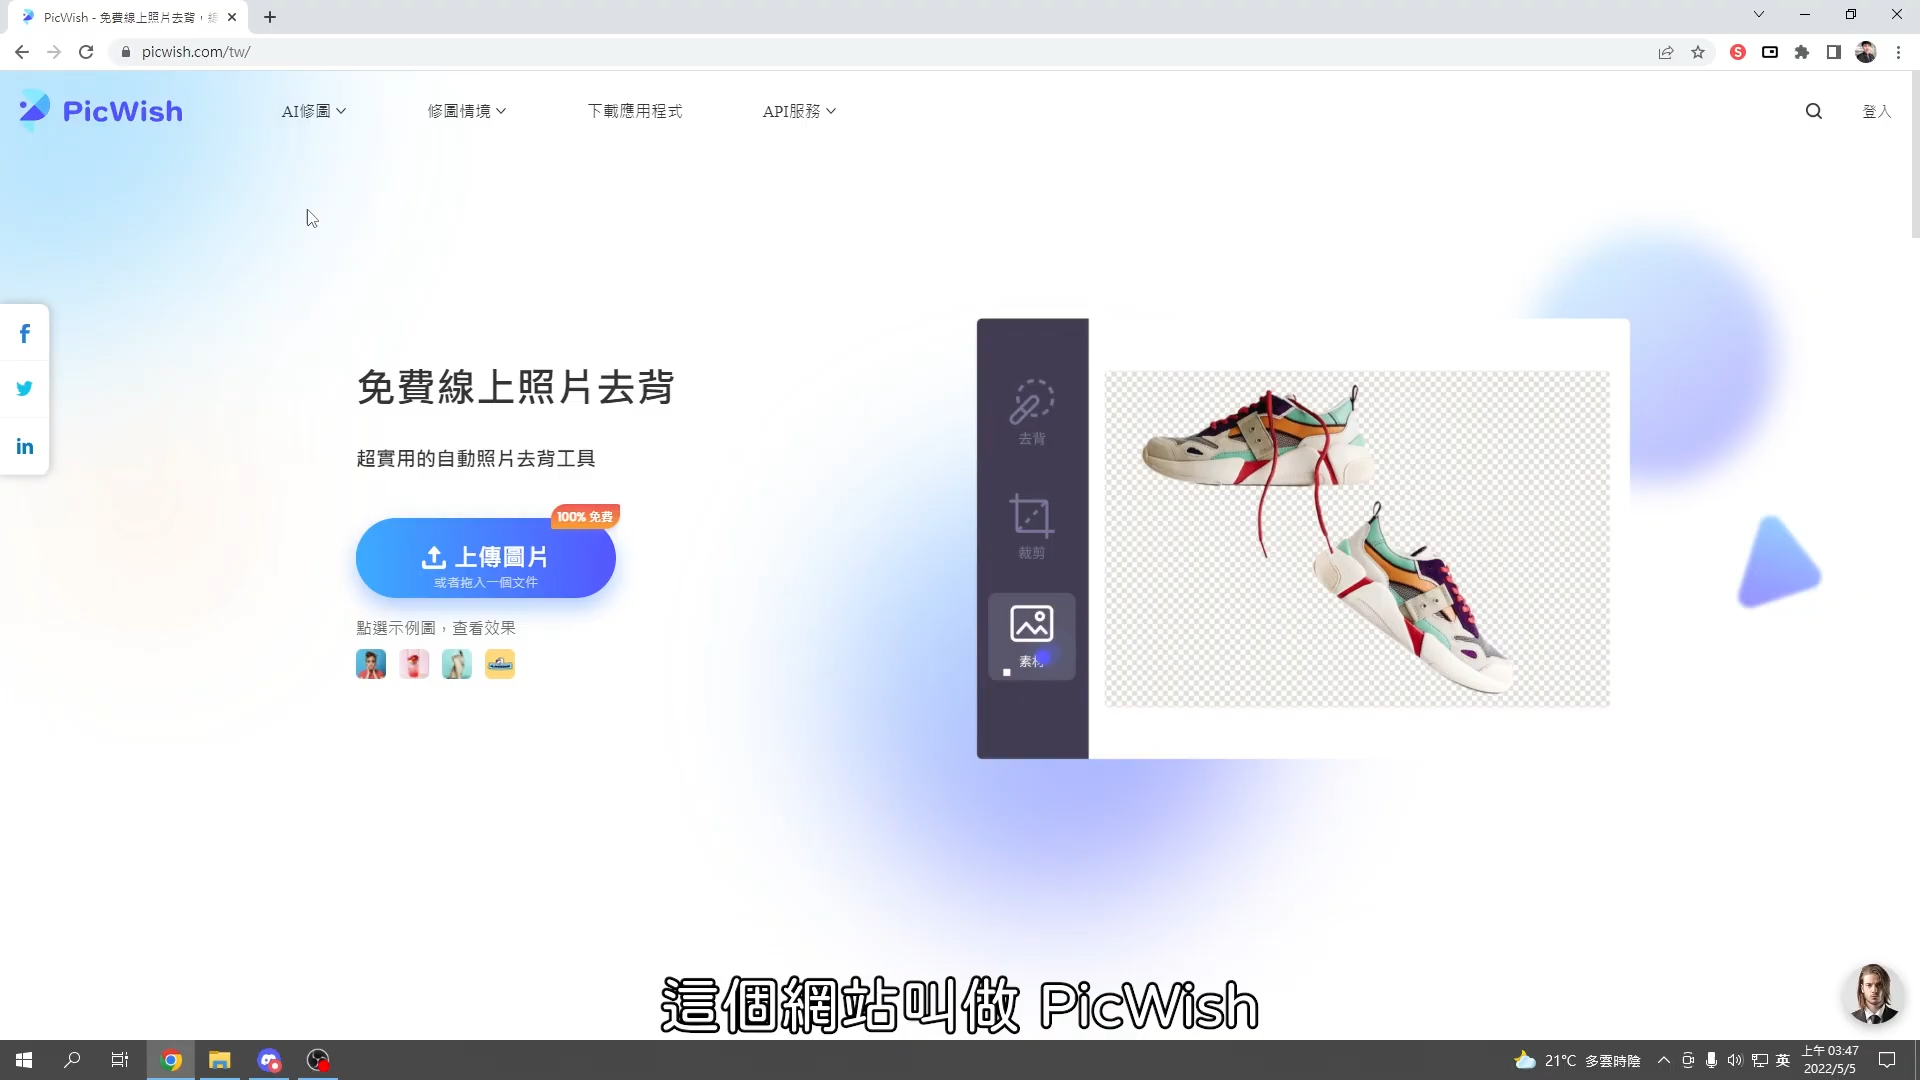 PicWish - 免費線上照片去背，
picwish.com/tw/
PicWish
AI修圖
修圖情境
下載應用程式
API服務
登入
免費線上照片去背
超實用的自動照片去背工具
100% 免費
上傳圖片
或者拖入一個文件
點選示例圖，查看效果
去背
裁剪
素材
這個網站叫做 PicWish
21°C 多雲時陰
英
上午 03:47
2022/5/5